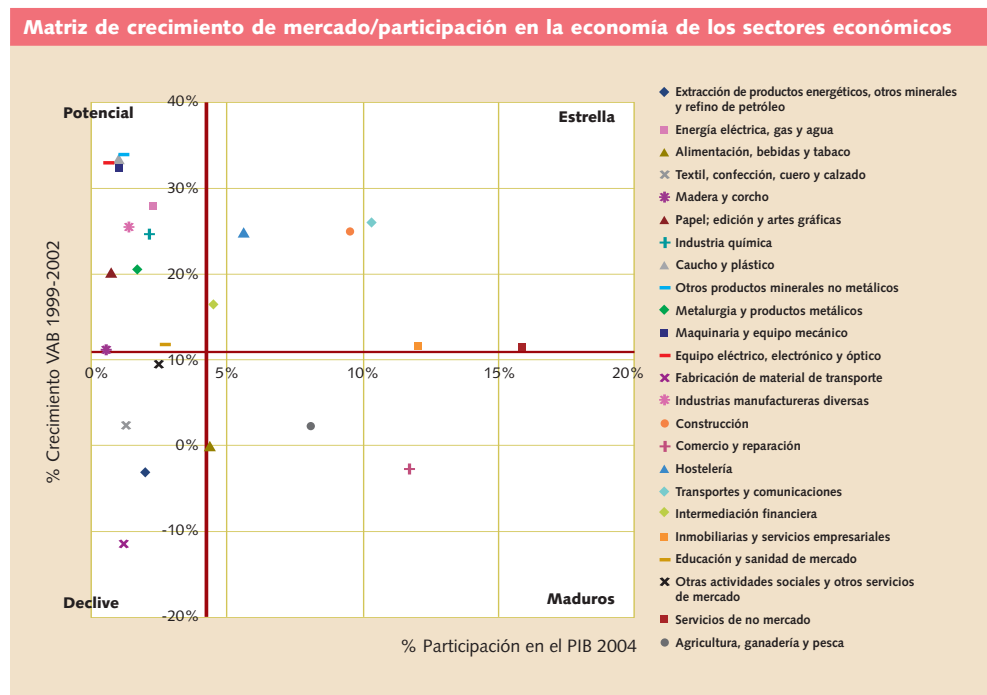 Matriz de crecimiento de mercado/participación en la economía de los sectores económicos
Potencial
Estrella
40%
30%
20%
10%
0%
-10%
-20%
0%
5%
10%
15%
20%
Declive
Maduros
% Crecimiento VAB 1999-2002
% Participación en el PIB 2004
Extracción de productos energéticos, otros minerales
y refino de petróleo
Energía eléctrica, gas y agua
Alimentación, bebidas y tabaco
Textil, confección, cuero y calzado
Madera y corcho
Papel; edición y artes gráficas
Industria química
Caucho y plástico
Otros productos minerales no metálicos
Metalurgia y productos metálicos
Maquinaria y equipo mecánico
Equipo eléctrico, electrónico y óptico
Fabricación de material de transporte
Industrias manufactureras diversas
Construcción
Comercio y reparación
Hostelería
Transportes y comunicaciones
Intermediación financiera
Inmobiliarias y servicios empresariales
Educación y sanidad de mercado
Otras actividades sociales y otros servicios
de mercado
Servicios de no mercado
Agricultura, ganadería y pesca